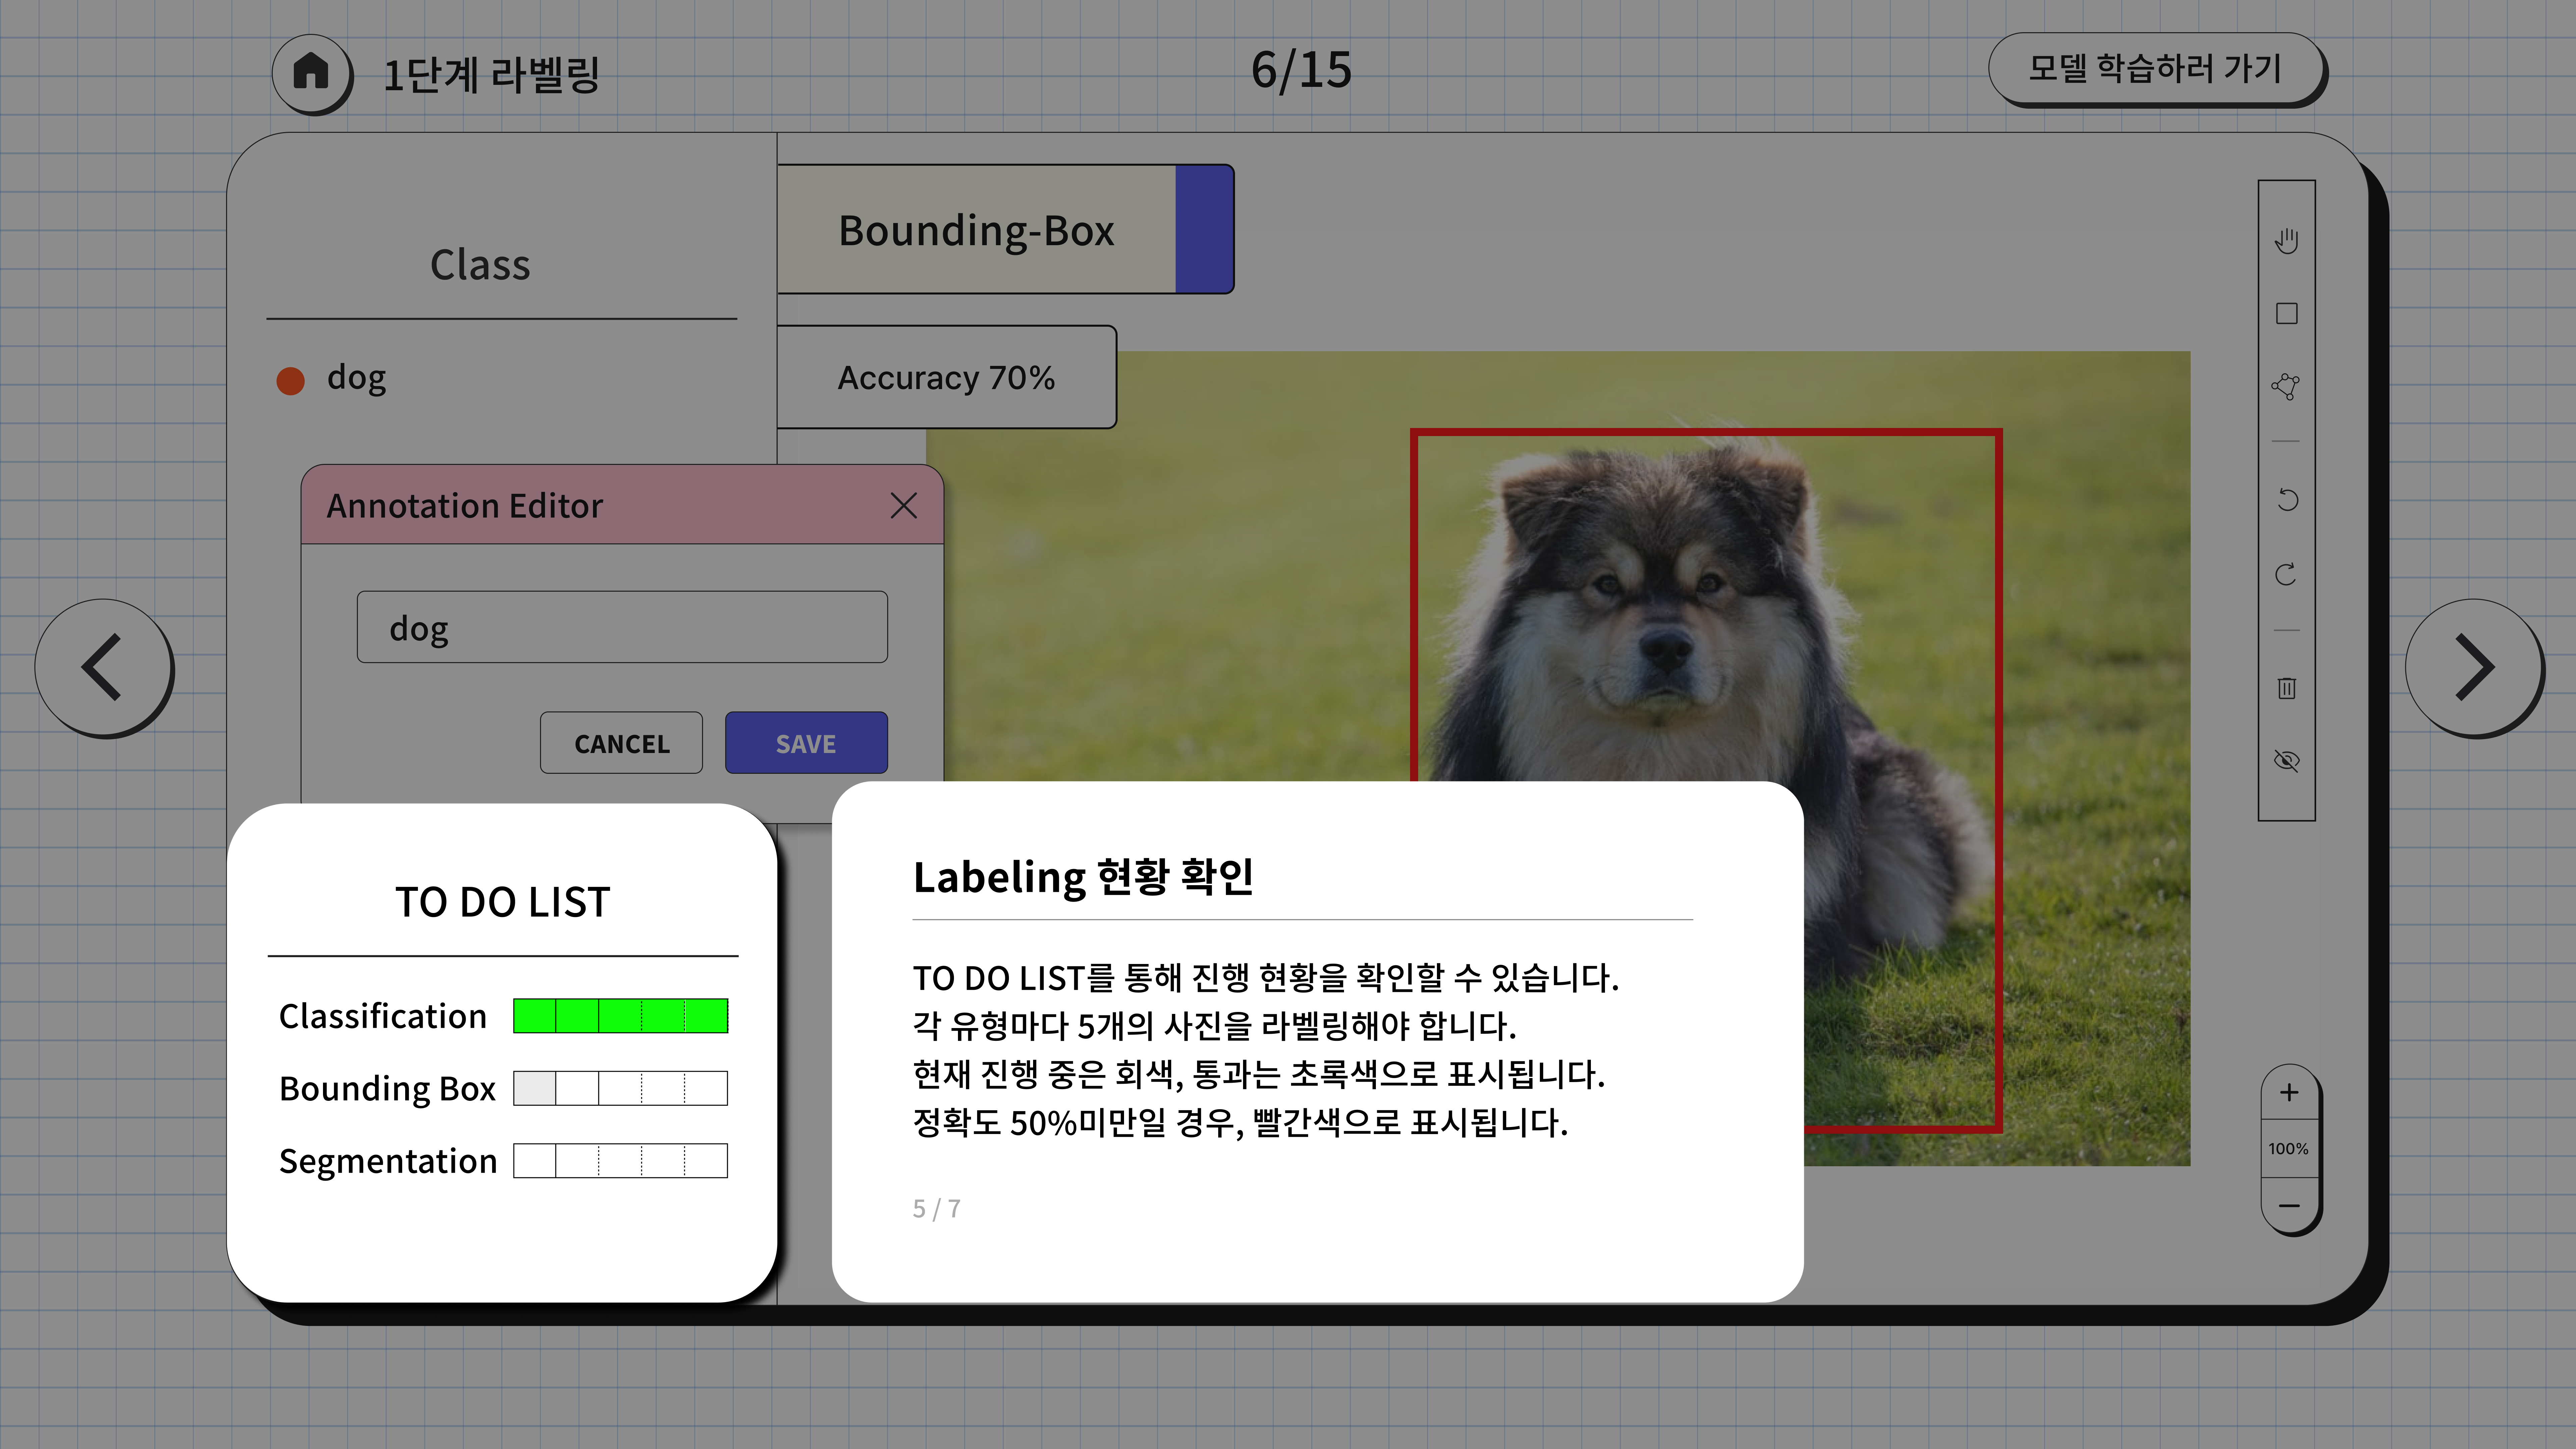 1단계 라벨링
6/15
모델 학습하러 가기
Class
dog
Bounding-Box
Accuracy 70%
Annotation Editor
dog
CANCEL
SAVE
TO DO LIST
Classification
Bounding Box
Segmentation
Labeling 현황 확인
TO DO LIST를 통해 진행 현황을 확인할 수 있습니다.
각 유형마다 5개의 사진을 라벨링해야 합니다.
현재 진행 중은 회색, 통과는 초록색으로 표시됩니다.
정확도 50%미만일 경우, 빨간색으로 표시됩니다.
5 / 7
100%